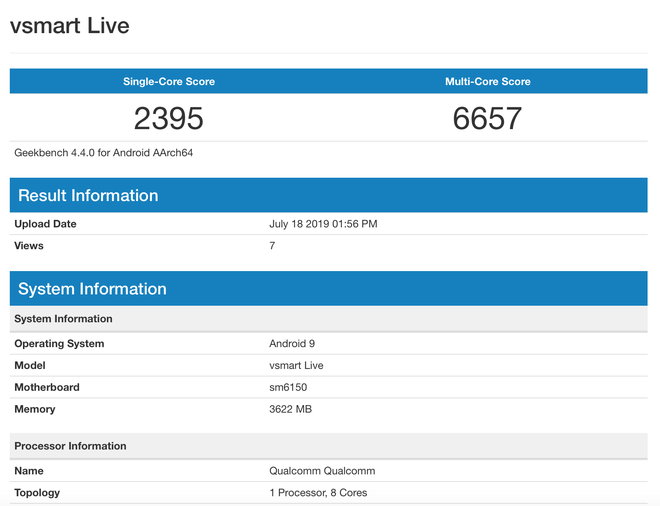 vsmart Live
Single-Core Score Multi-Core Score
2395 6657
Geekbench 4.4.0 for Android AArch64
Result Information
Upload Date July 18 2019 01:56 PM
Views 7
System Information
System Information
Operating System Android 9
Model vsmart Live
Motherboard sm6150
Memory 3622 MB
Processor Information
Name Qualcomm Qualcomm
Topology 1 Processor, 8 Cores